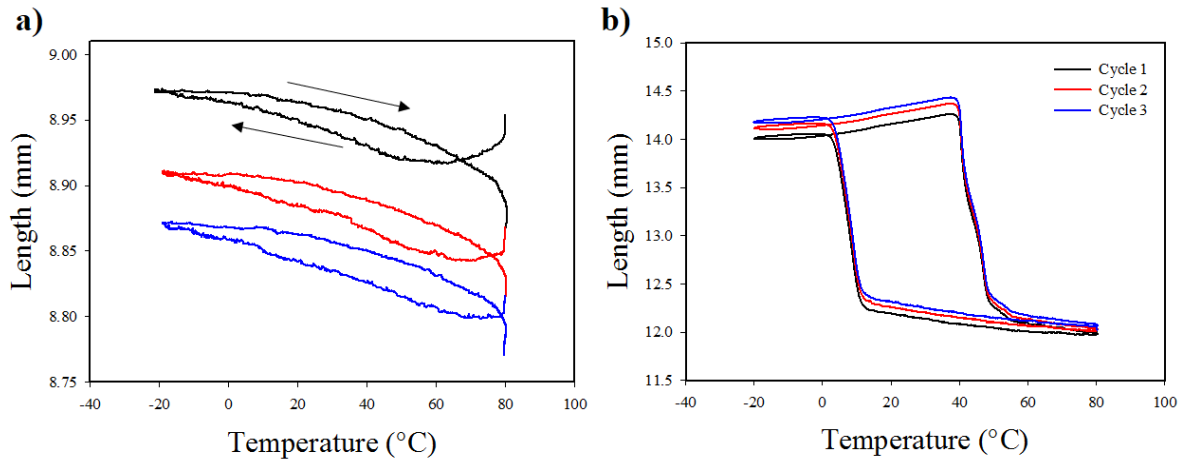 a)
9.00
8.95
8.90
8.85
8.80
8.75
Length (mm)
-40 -20 0 20 40 60 80 100
Temperature (°C)
b)
15.0
14.5
14.0
13.5
13.0
12.5
12.0
11.5
Length (mm)
Cycle 1
Cycle 2
Cycle 3
-40 -20 0 20 40 60 80 100
Temperature (°C)